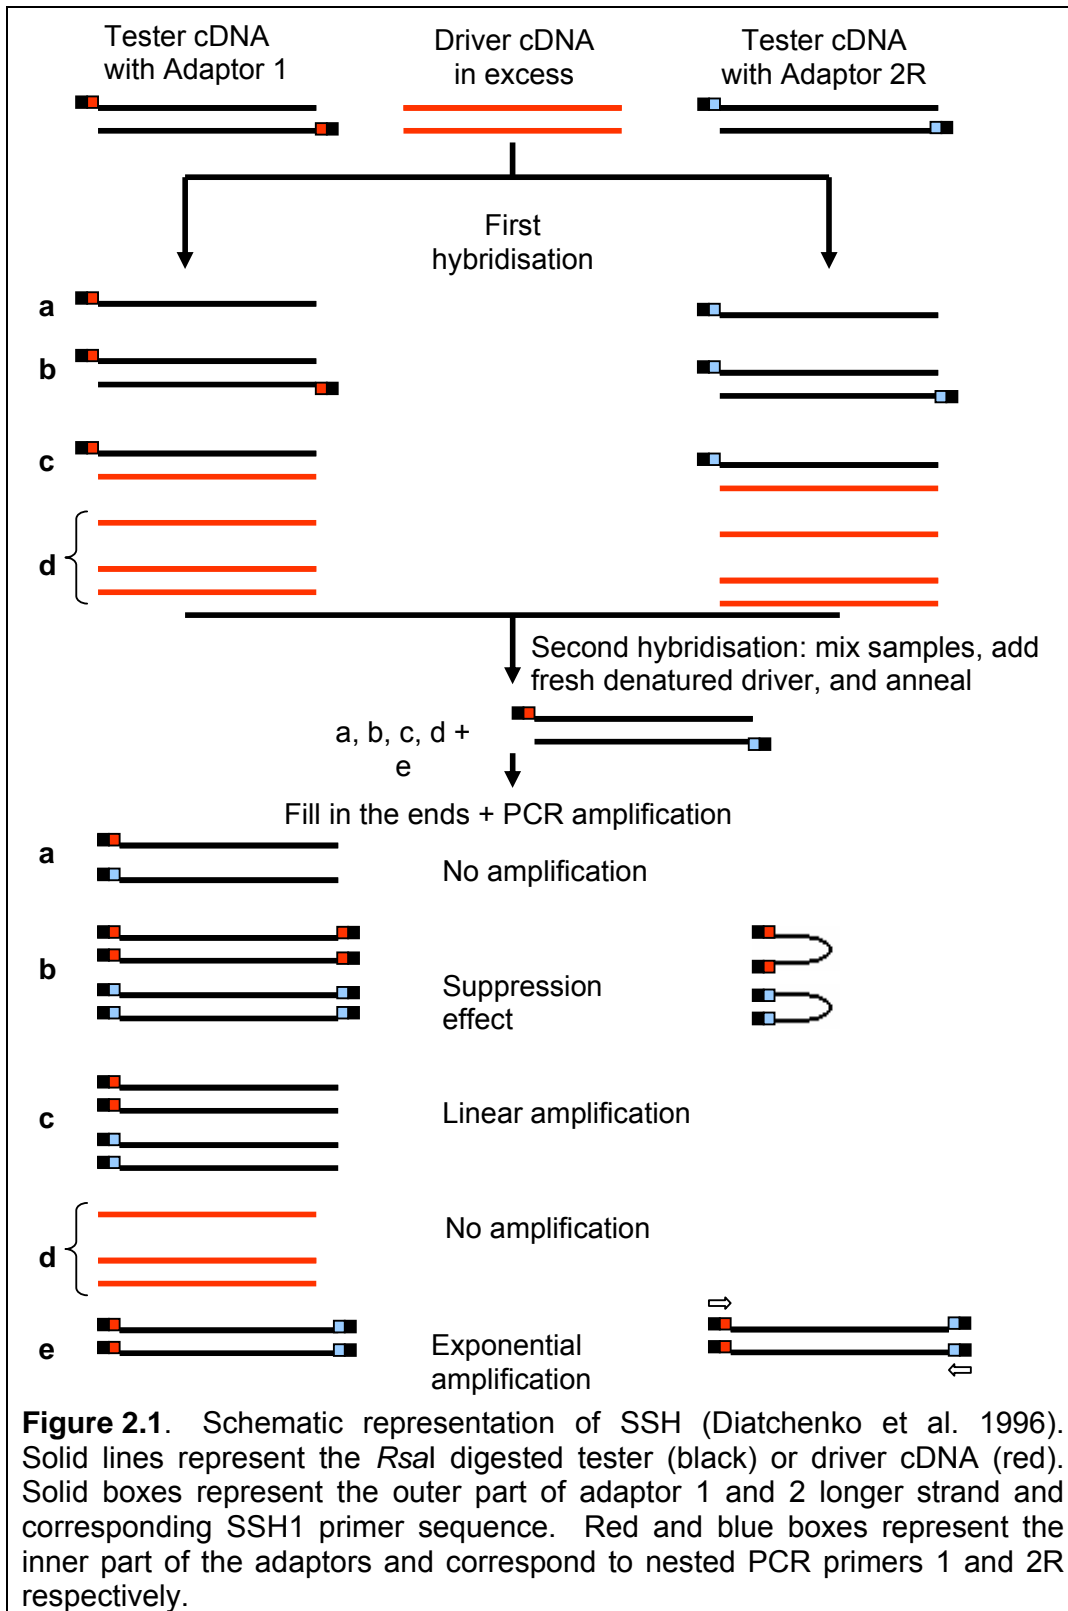 Tester cDNA
with Adaptor 1
Driver cDNA
in excess
Tester cDNA
with Adaptor 2R
First
hybridisation
a
b
c
d
Second hybridisation: mix samples, add
fresh denatured driver, and anneal
a, b, c, d +
e
Fill in the ends + PCR amplification
a
No amplification
b
Suppression
effect
c
Linear amplification
d
No amplification
e
Exponential
amplification
Figure 2.1. Schematic representation of SSH (Diatchenko et al. 1996).
Solid lines represent the RsaI digested tester (black) or driver cDNA (red).
Solid boxes represent the outer part of adaptor 1 and 2 longer strand and
corresponding SSH1 primer sequence. Red and blue boxes represent the
inner part of the adaptors and correspond to nested PCR primers 1 and 2R
respectively.